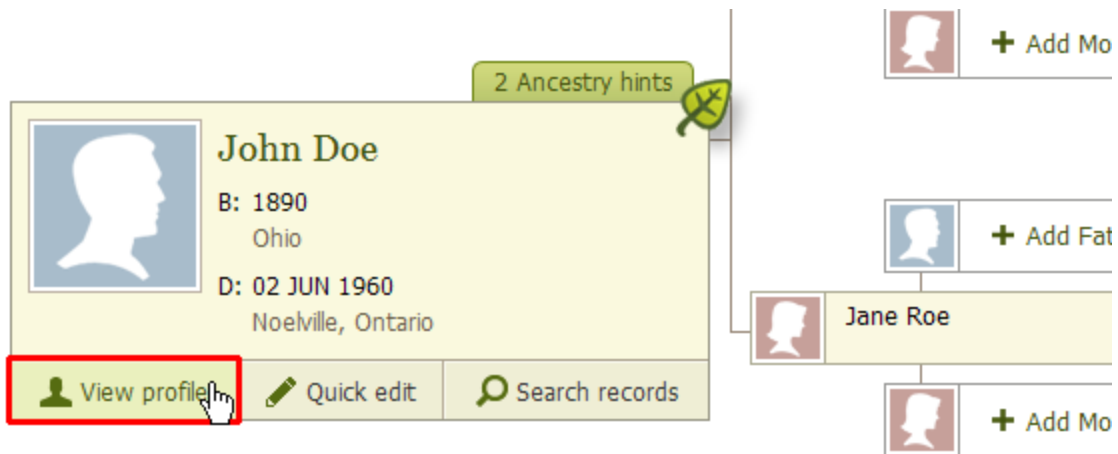 2 Ancestry hints
John Doe
B: 1890
Ohio
D: 02 JUN 1960
Noelville, Ontario
View profile
Quick edit
Search records
+ Add Mo
+ Add Fat
Jane Roe
+ Add Mo